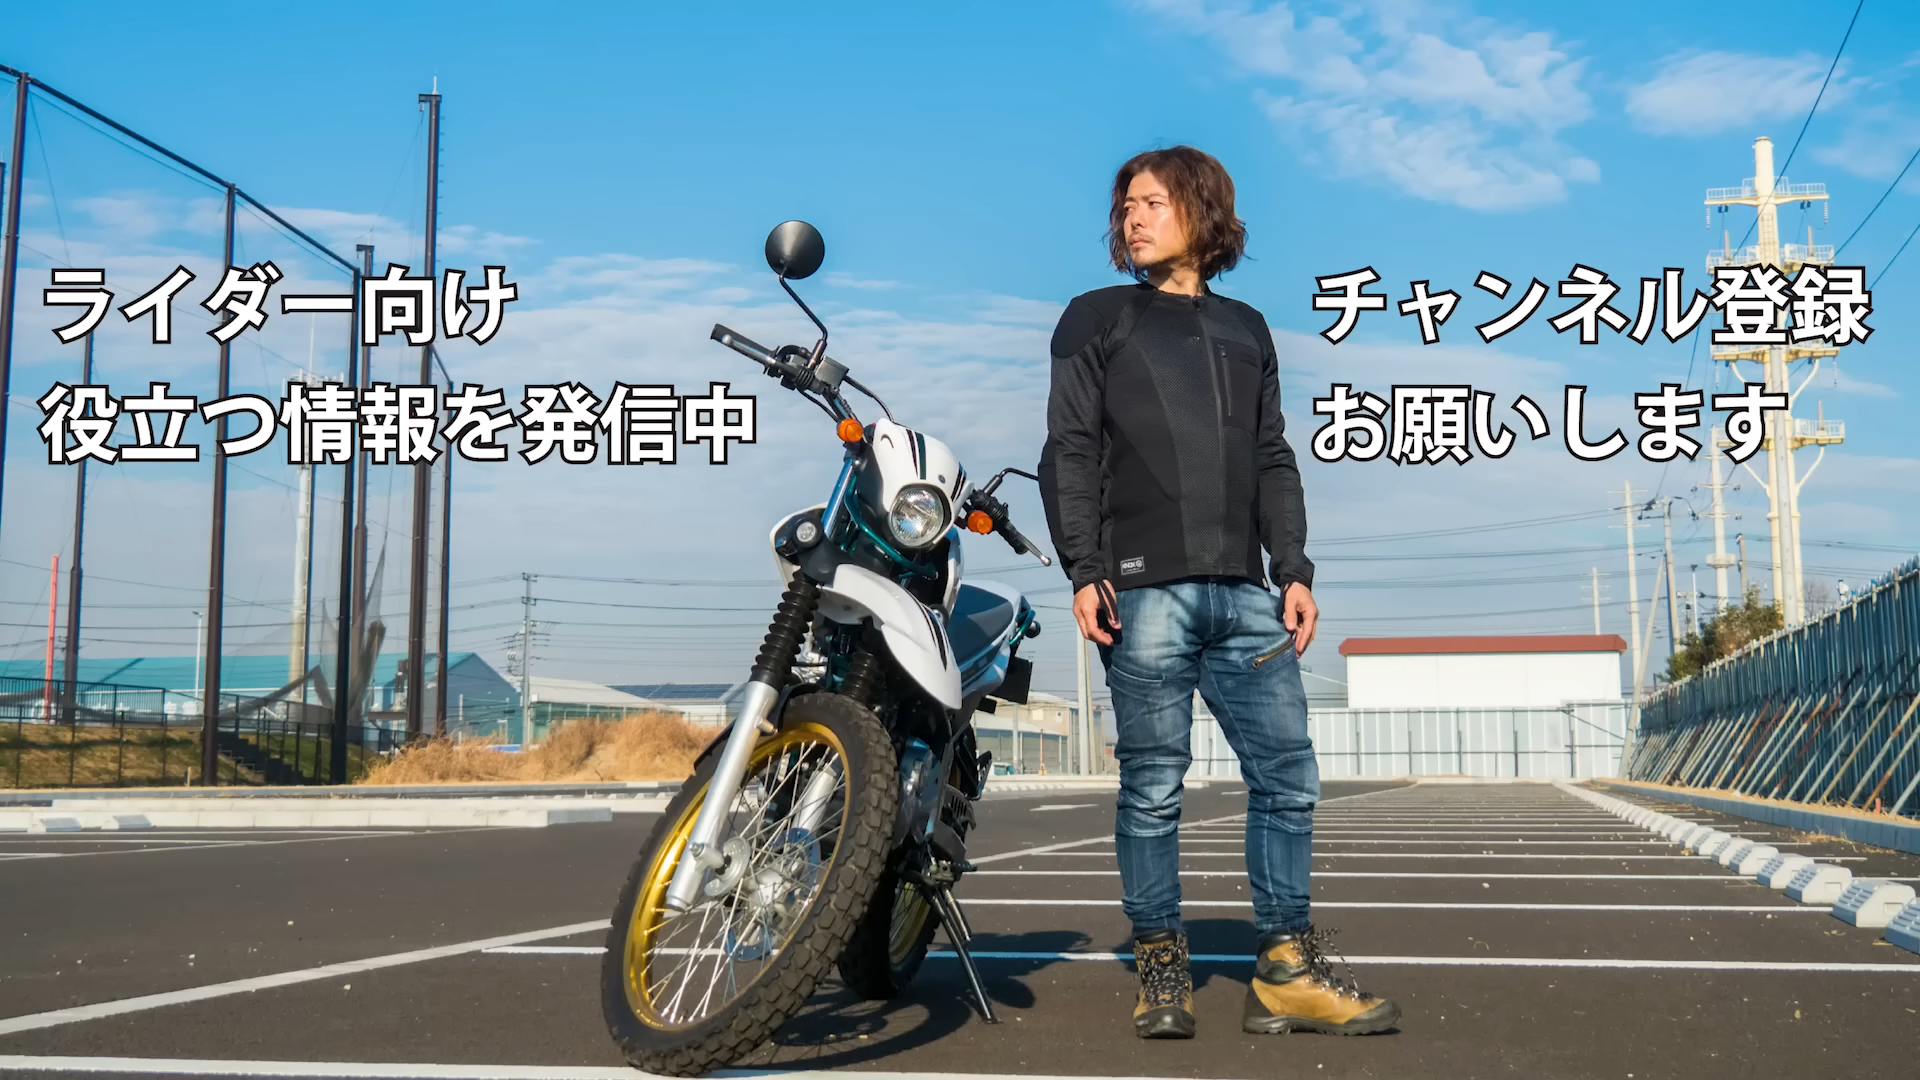 ライダー向け
役立つ情報を発信中
チャンネル登録
お願いします
KNOX